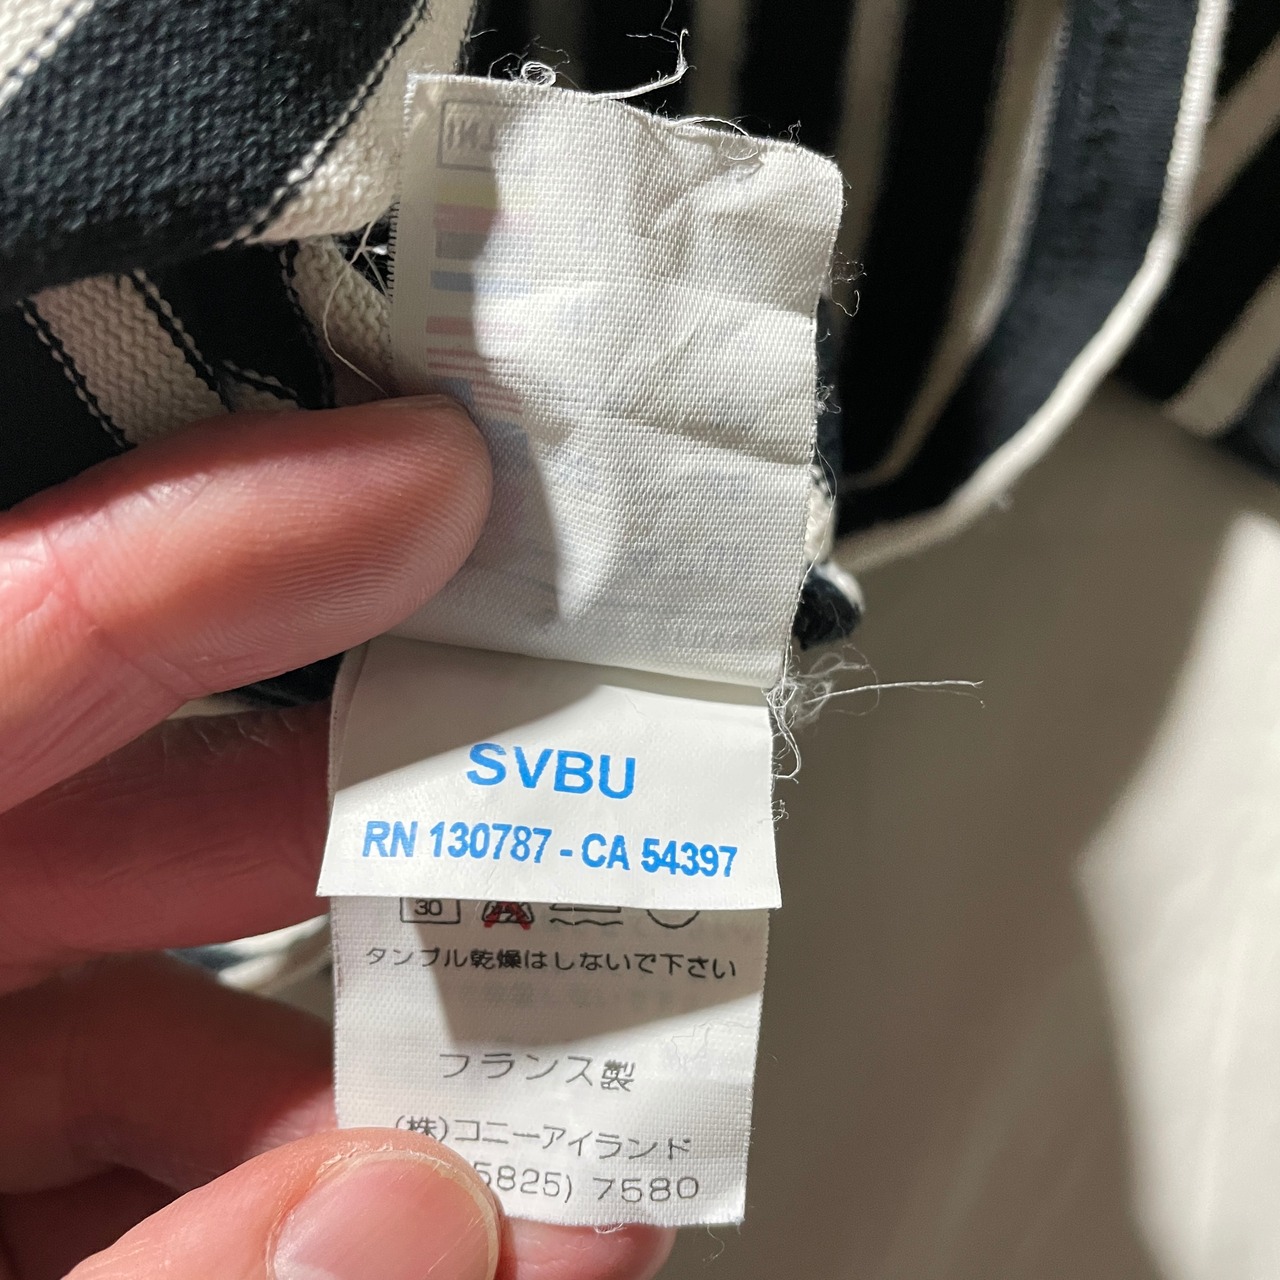 SVBU
RN 130787 - CA 54397
30
タンブル乾燥はしないで下さい
フランス製
(株)コニーアイランド
5825) 7580